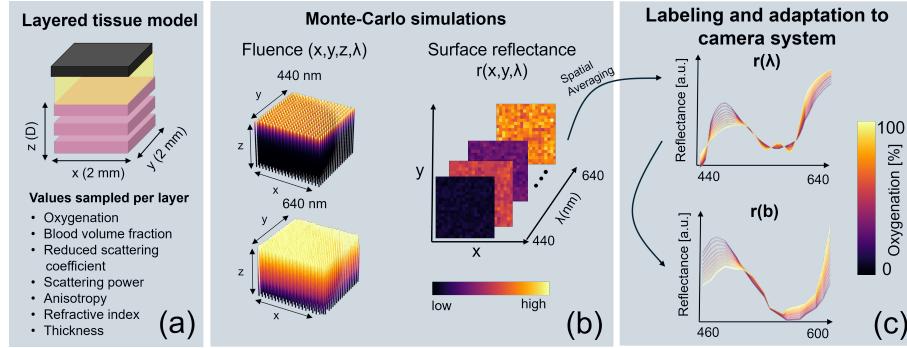 Layered tissue model
z (D)
x (2 mm)
y (2 mm)
Values sampled per layer
• Oxygenation
• Blood volume fraction
• Reduced scattering
coefficient
• Scattering power
• Anisotropy
• Refractive index
• Thickness
(a)
Monte-Carlo simulations
Fluence (x,y,z,λ)
440 nm
y
z
x
640 nm
y
z
x
Surface reflectance
r(x,y,λ)
y
x
440
λ(nm)
640
low
high
Spatial
Averaging
(b)
Labeling and adaptation to
camera system
r(λ)
Reflectance [a.u.]
440
640
r(b)
Reflectance [a.u.]
460
600
100
Oxygenation [%]
0
(c)